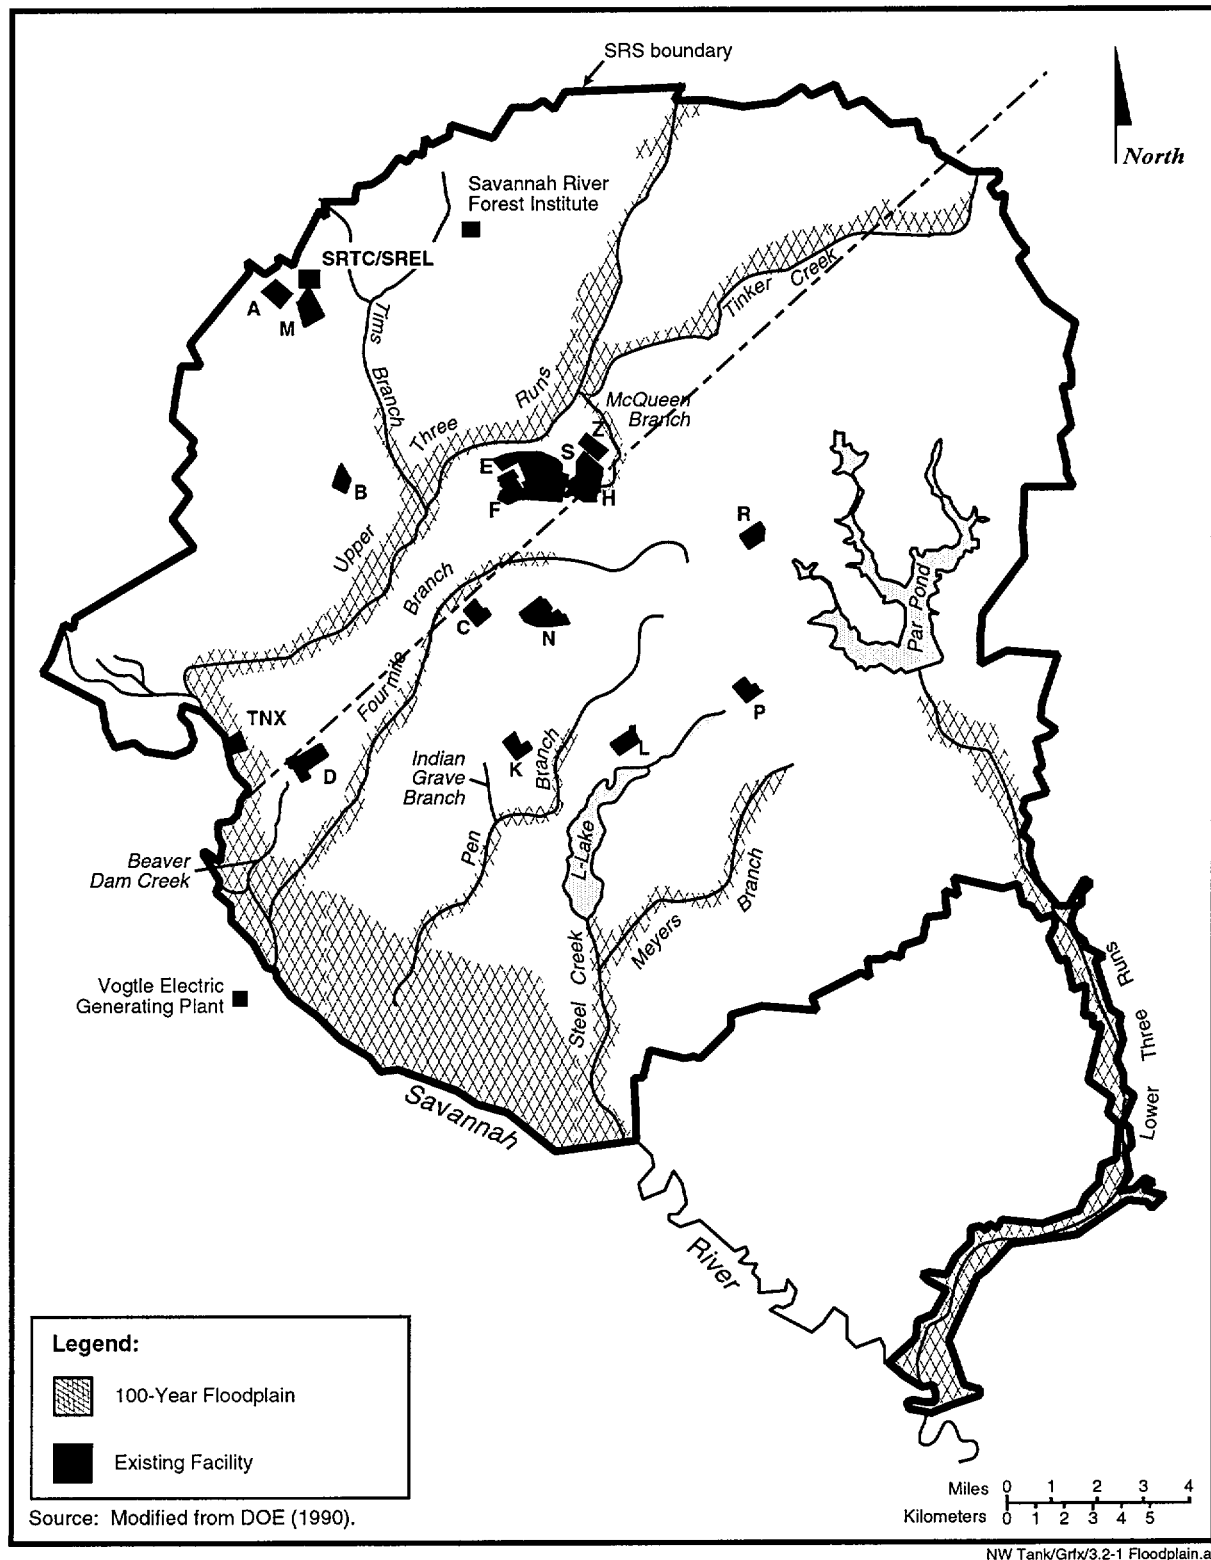 SRS boundary
North
Savannah River
Forest Institute
SRTC/SREL
A
M
Tims
Branch
Tinker Creek
Runs
McQueen
Branch
Three
Z
S
E
F
H
B
Upper
R
Branch
C
N
Par Pond
Four mile
TNX
D
P
L
K
Indian
Grave
Branch
Branch
Pen
L-Lake
Beaver
Dam Creek
Branch
Meyers
Steel Creek
Vogtle Electric
Generating Plant
Runs
Three
Lower
Savannah
River
Legend:
100-Year Floodplain
Existing Facility
Source: Modified from DOE (1990).
Miles 0 1 2 3 4
Kilometers 0 1 2 3 4 5
NW Tank/Grfx/3.2-1 Floodplain.a